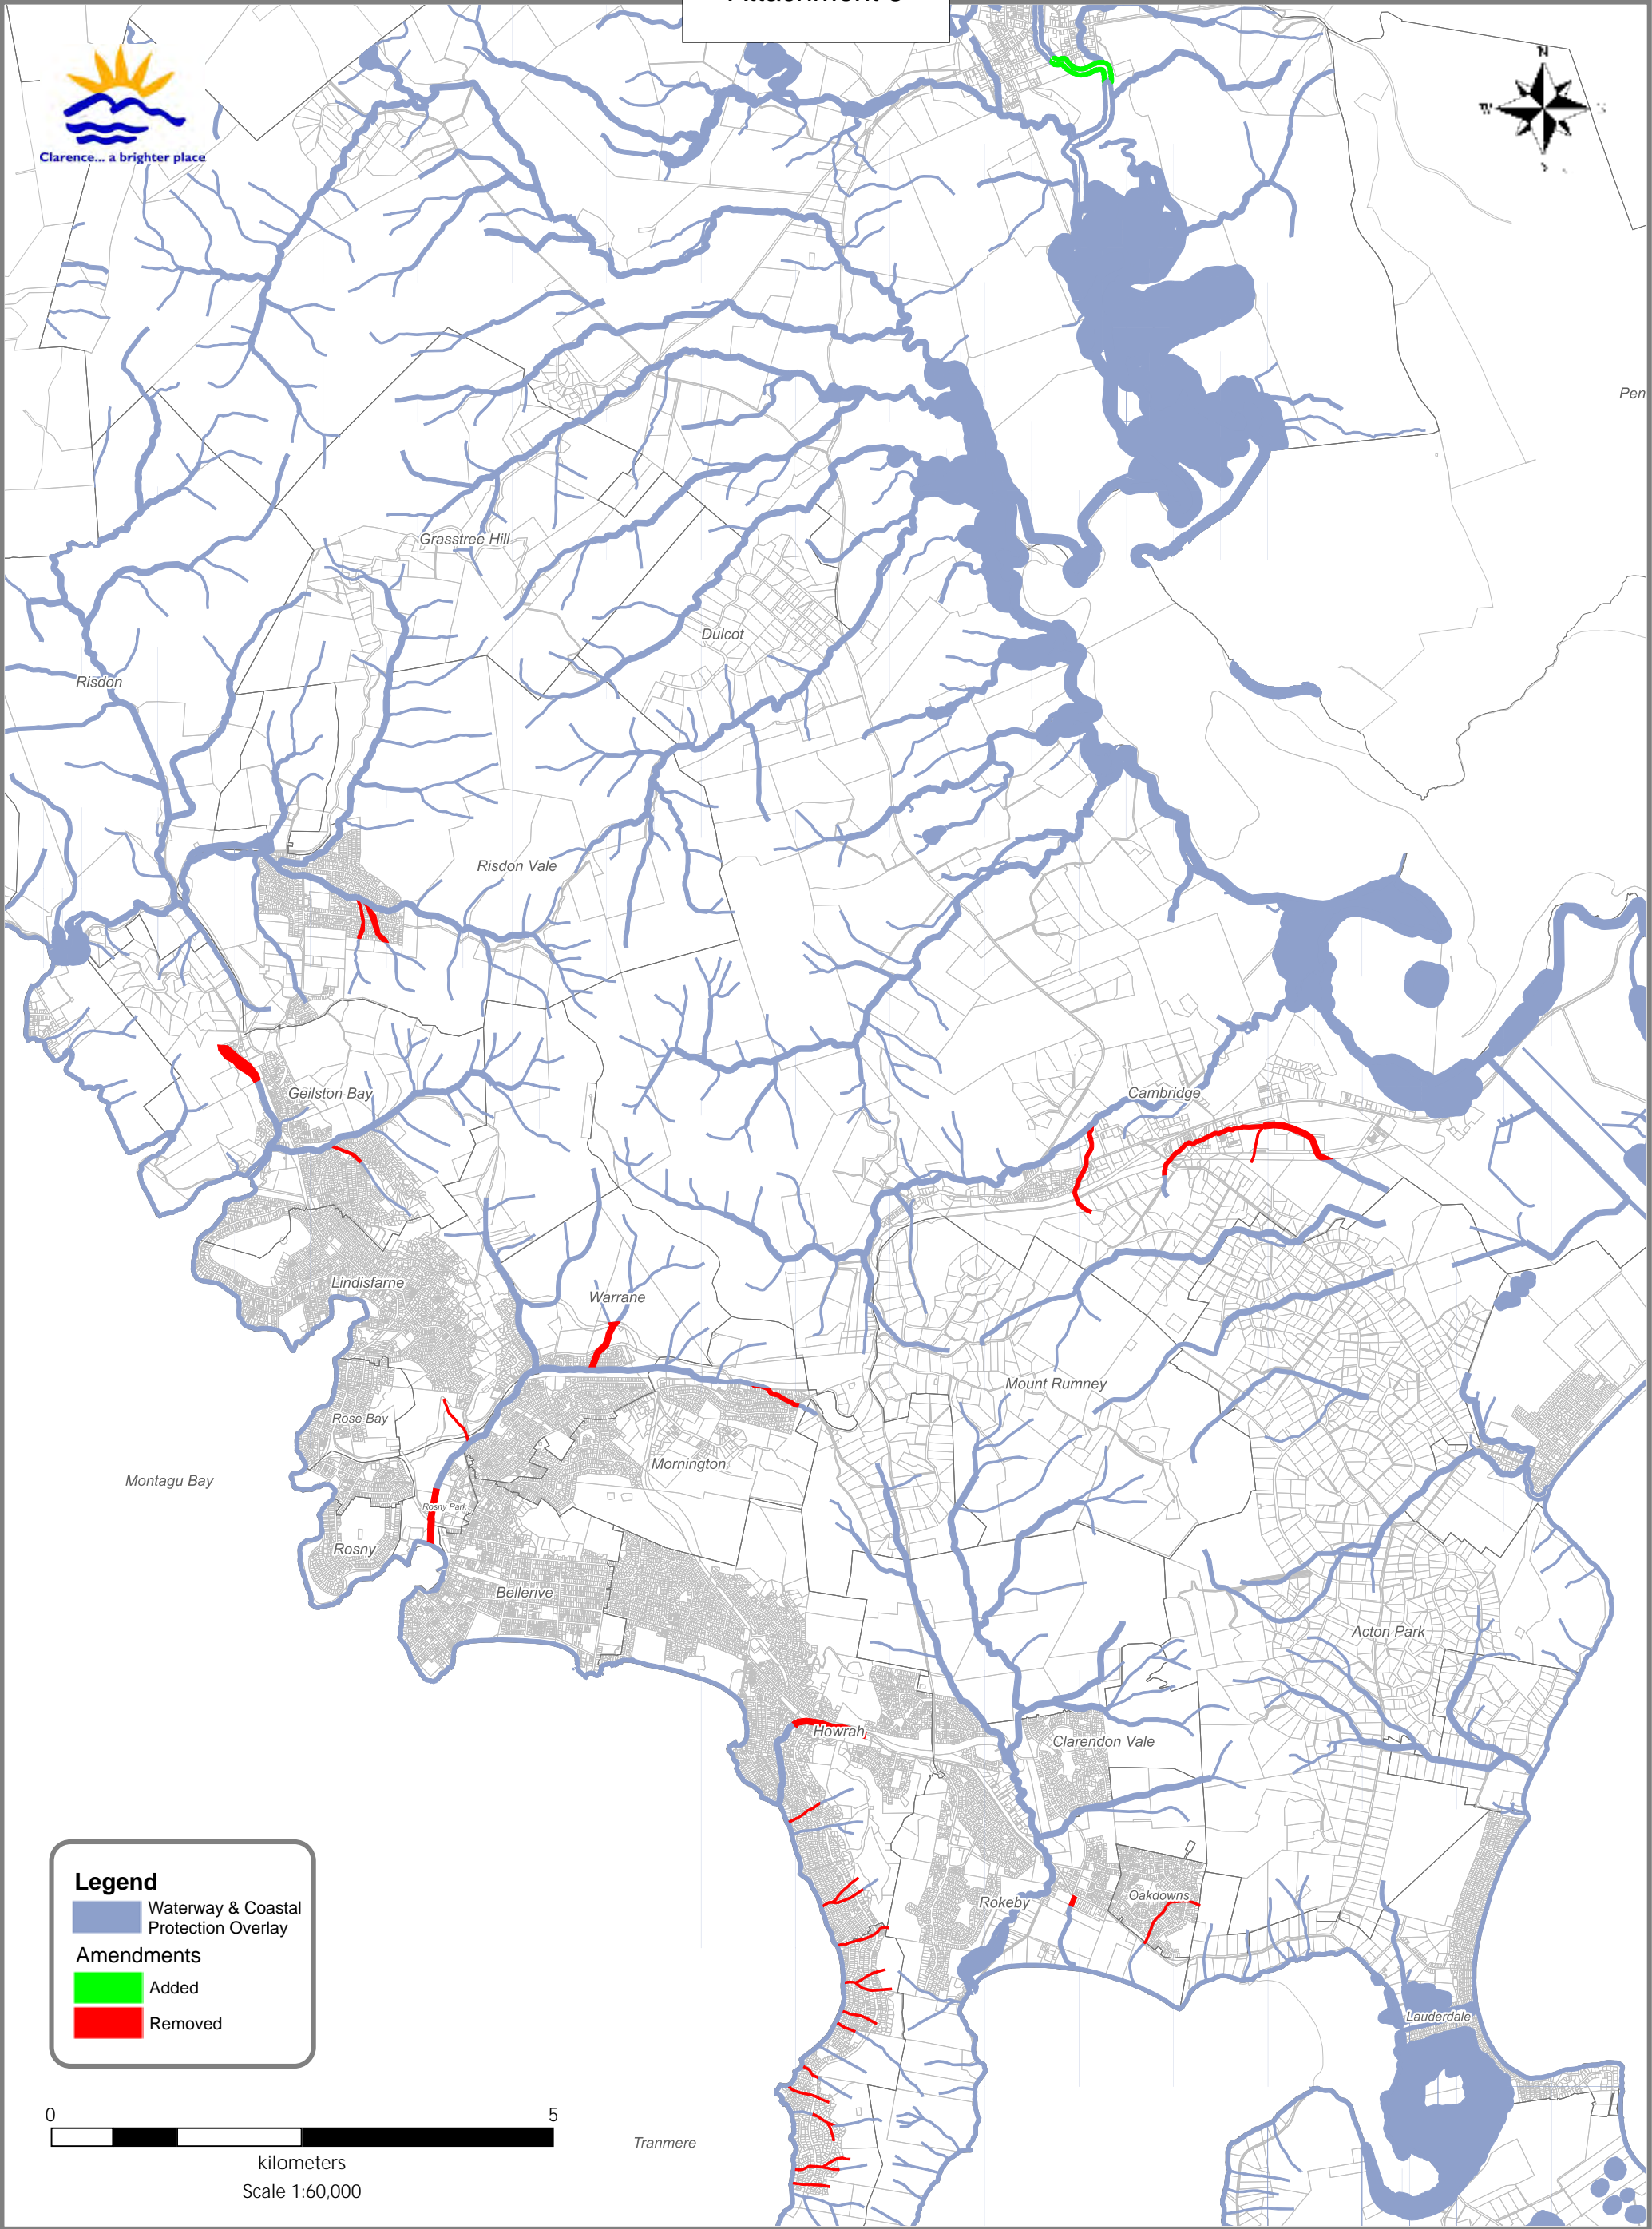 Clarence... a brighter place
N
Pen
Grasstree Hill
Dulcot
Risdon
Risdon Vale
Geilston Bay
Cambridge
Lindisfarne
Warrane
Mount Rumney
Rose Bay
Mornington
Montagu Bay
Rosny Park
Rosny
Bellerive
Acton Park
Howrah
Clarendon Vale
Oakdowns
Rokeby
Lauderdale
Tranmere
Legend
Waterway & Coastal
Protection Overlay
Amendments
Added
Removed
0 5
kilometers
Scale 1:60,000